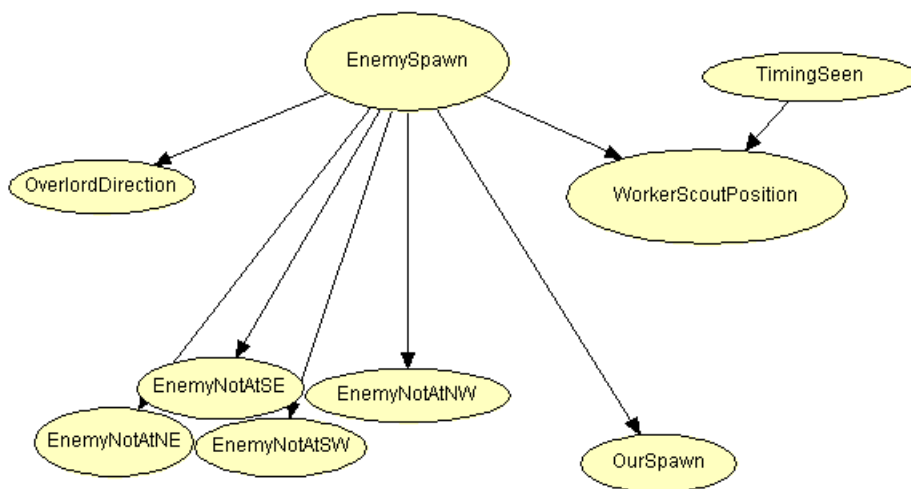 EnemySpawn
TimingSeen
OverlordDirection
WorkerScoutPosition
EnemyNotAtSE
EnemyNotAtNW
EnemyNotAtNE
EnemyNotAtSW
OurSpawn